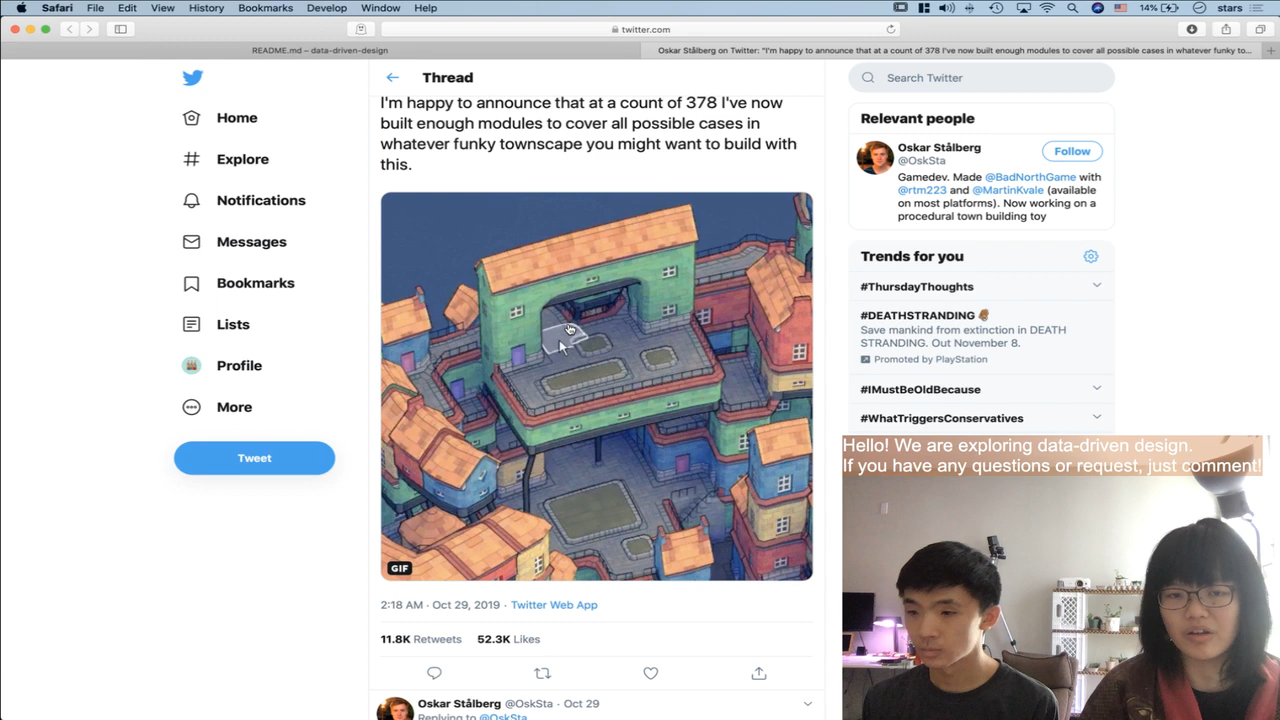 Safari File Edit View History Bookmarks Develop Window Help 14% stars
twitter.com
README.md – data-driven-design
Oskar Stålberg on Twitter: "I'm happy to announce that at a count of 378 I've now built enough modules to cover all possible cases in whatever funky to...
Home
Explore
Notifications
Messages
Bookmarks
Lists
Profile
More
Tweet
Thread
I'm happy to announce that at a count of 378 I've now
built enough modules to cover all possible cases in
whatever funky townscape you might want to build with
this.
GIF
2:18 AM · Oct 29, 2019 · Twitter Web App
11.8K Retweets 52.3K Likes
Oskar Stålberg @OskSta · Oct 29
Replying to @OskSta
Search Twitter
Relevant people
Oskar Stålberg
@OskSta
Follow
Gamedev. Made @BadNorthGame with
@rtm223 and @MartinKvale (available
on most platforms). Now working on a
procedural town building toy
Trends for you
#ThursdayThoughts
#DEATHSTRANDING
Save mankind from extinction in DEATH
STRANDING. Out November 8.
Promoted by PlayStation
#IMustBeOldBecause
#WhatTriggersConservatives
Hello! We are exploring data-driven design.
If you have any questions or request, just comment!